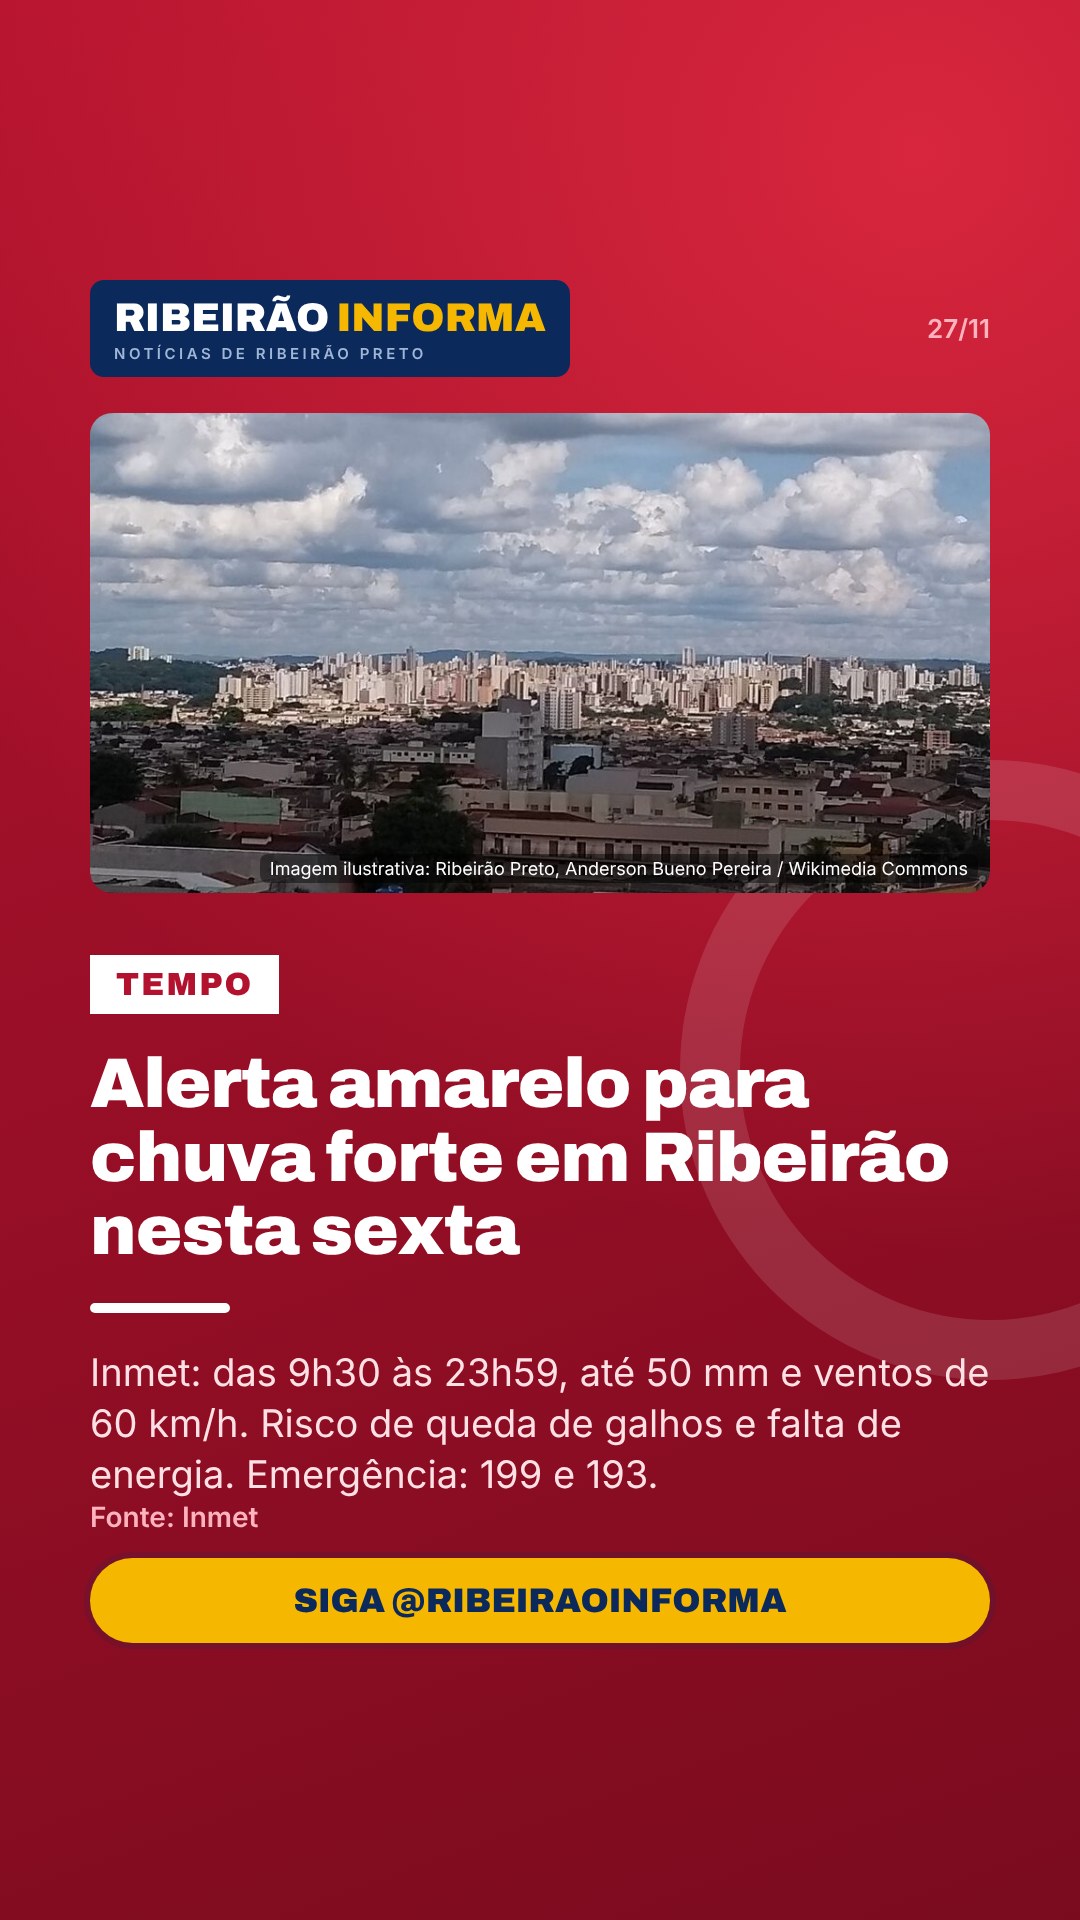 RIBEIRÃO INFORMA
NOTÍCIAS DE RIBEIRÃO PRETO
27/11
Imagem ilustrativa: Ribeirão Preto, Anderson Bueno Pereira / Wikimedia Commons
TEMPO
Alerta amarelo para
chuva forte em Ribeirão
nesta sexta
Inmet: das 9h30 às 23h59, até 50 mm e ventos de
60 km/h. Risco de queda de galhos e falta de
energia. Emergência: 199 e 193.
Fonte: Inmet
SIGA @RIBEIRAOINFORMA